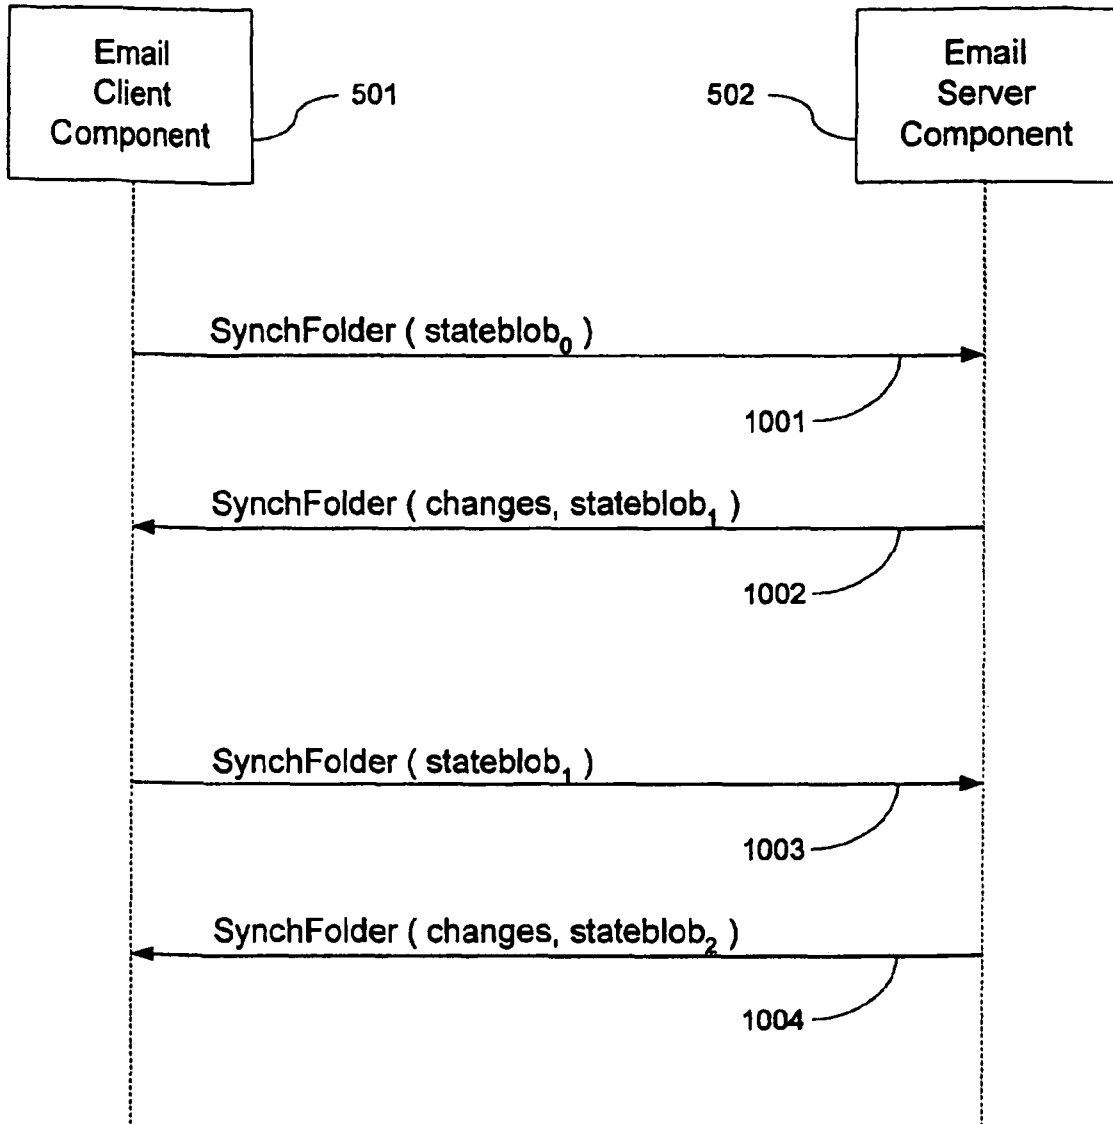 Email
Client
Component
501
502
Email
Server
Component
SynchFolder ( stateblob₀ )
1001
SynchFolder ( changes, stateblob₁ )
1002
SynchFolder ( stateblob₁ )
1003
SynchFolder ( changes, stateblob₂ )
1004